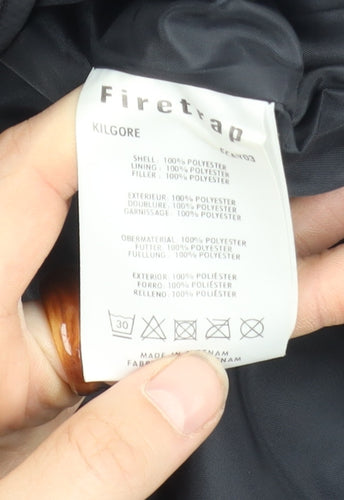 Firetrap
KILGORE
SHELL: 100% POLYESTER
LINING: 100% POLYESTER
FILLER: 100% POLYESTER
EXTERIEUR: 100% POLYESTER
DOUBLURE: 100% POLYESTER
GARNISSAGE: 100% POLYESTER
OBERMATERIAL: 100% POLYESTER
FUTTER: 100% POLYESTER
FUELLUNG: 100% POLYESTER
EXTERIOR: 100% POLIÉSTER
FORRO: 100% POLIÉSTER
RELLENO: 100% POLIÉSTER
30
MADE IN VIETNAM